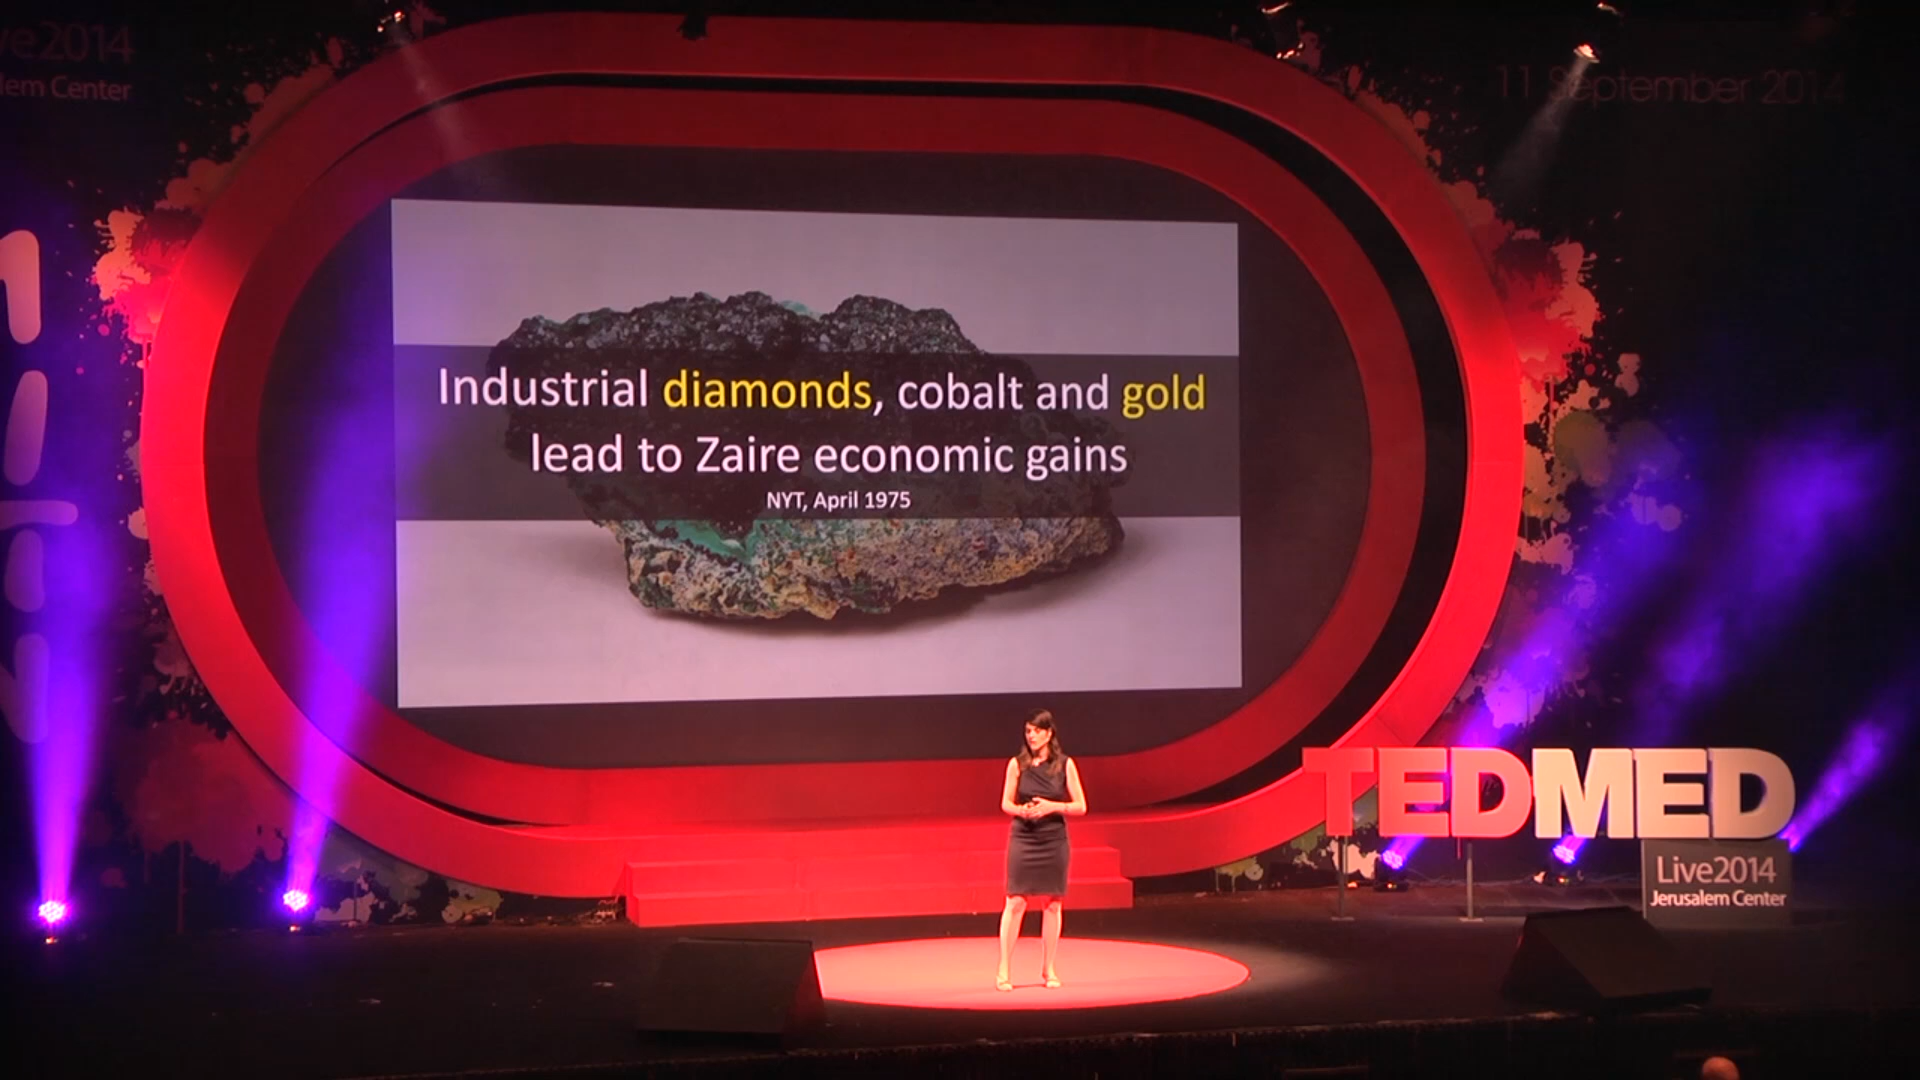 ve2014
lem Center
11 September 2014
Industrial diamonds, cobalt and gold
lead to Zaire economic gains
NYT, April 1975
TEDMED
Live2014
Jerusalem Center